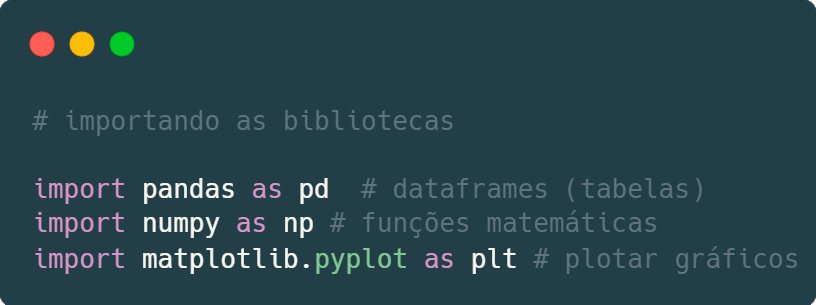 # importando as bibliotecas
import pandas as pd  # dataframes (tabelas)
import numpy as np # funções matemáticas
import matplotlib.pyplot as plt # plotar gráficos